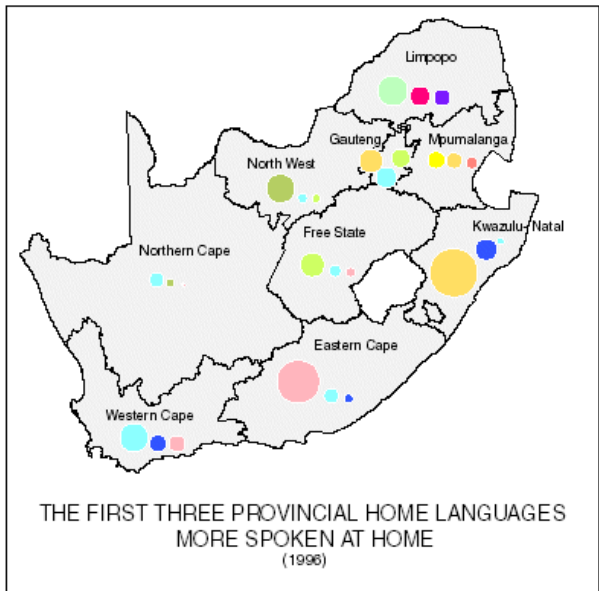 Limpopo
Gauteng
Mpumalanga
North West
Kwazulu-Natal
Free State
Northern Cape
Eastern Cape
Western Cape
THE FIRST THREE PROVINCIAL HOME LANGUAGES
MORE SPOKEN AT HOME
(1996)